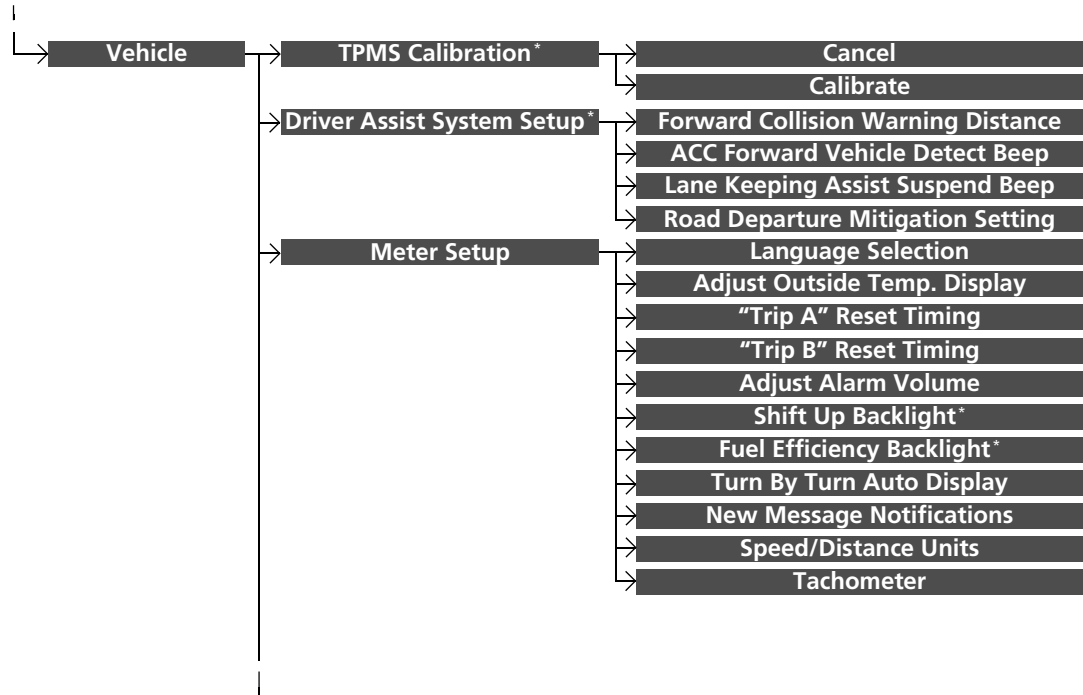 Vehicle
TPMS Calibration*
Cancel
Calibrate
Driver Assist System Setup*
Forward Collision Warning Distance
ACC Forward Vehicle Detect Beep
Lane Keeping Assist Suspend Beep
Road Departure Mitigation Setting
Meter Setup
Language Selection
Adjust Outside Temp. Display
“Trip A” Reset Timing
“Trip B” Reset Timing
Adjust Alarm Volume
Shift Up Backlight*
Fuel Efficiency Backlight*
Turn By Turn Auto Display
New Message Notifications
Speed/Distance Units
Tachometer